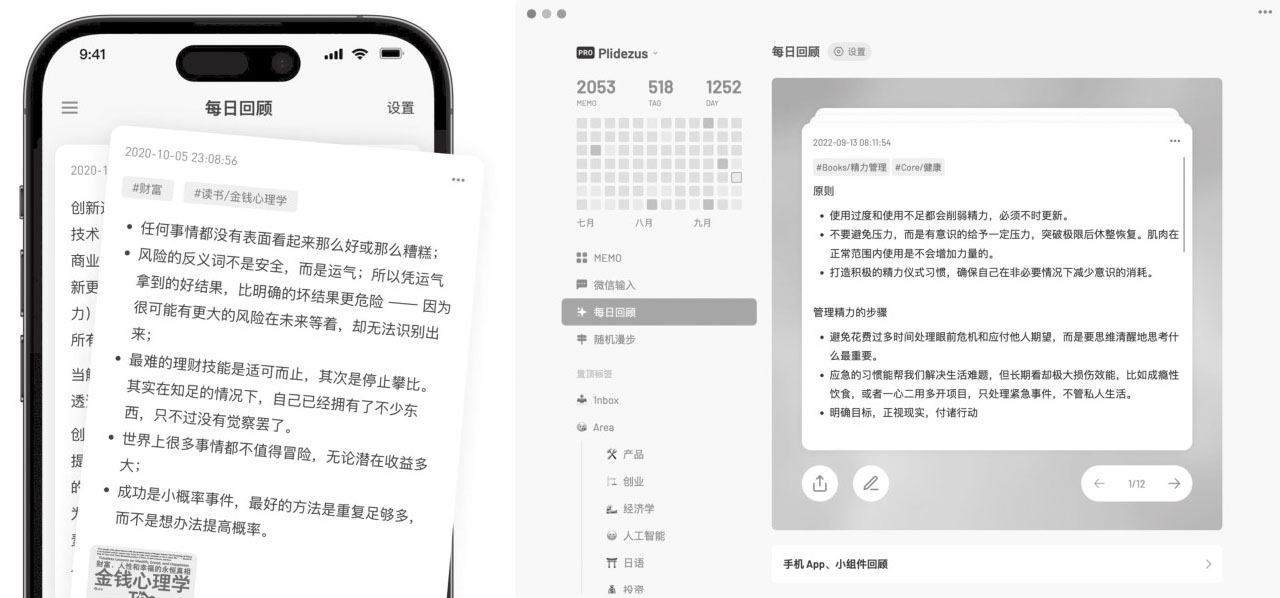 9:41
每日回顾
设置
2020-1
创新
技术
商业
新更
力）
所有
当
透
创
提
的
为
2020-10-05 23:08:56
#财富 #读书/金钱心理学
• 任何事情都没有表面看起来那么好或那么糟糕；
• 风险的反义词不是安全，而是运气；所以凭运气
拿到的好结果，比明确的坏结果更危险 —— 因为
很可能有更大的风险在未来等着，却无法识别出
来；
• 最难的理财技能是适可而止，其次是停止攀比。
其实在知足的情况下，自己已经拥有了不少东
西，只不过没有觉察罢了。
• 世界上很多事情都不值得冒险，无论潜在收益多
大；
• 成功是小概率事件，最好的方法是重复足够多，
而不是想办法提高概率。
财富、人性和幸福的永恒真相
金钱心理学
PRO Plidezus
2053 518 1252
MEMO TAG DAY
七月 八月 九月
MEMO
微信输入
每日回顾
随机漫步
置顶标签
Inbox
Area
产品
创业
经济学
人工智能
日语
投资
每日回顾 设置
2022-09-13 08:11:54
#Books/精力管理 #Core/健康
原则
• 使用过度和使用不足都会削弱精力，必须不时更新。
• 不要避免压力，而是有意识的给予一定压力，突破极限后休整恢复。肌肉在
正常范围内使用是不会增加力量的。
• 打造积极的精力仪式习惯，确保自己在非必要情况下减少意识的消耗。
管理精力的步骤
• 避免花费过多时间处理眼前危机和应付他人期望，而是要思维清醒地思考什
么最重要。
• 应急的习惯能帮我们解决生活难题，但长期看却极大损伤效能，比如成瘾性
饮食，或者一心二用多开项目，只处理紧急事件，不管私人生活。
• 明确目标，正视现实，付诸行动
1/12
手机 App、小组件回顾